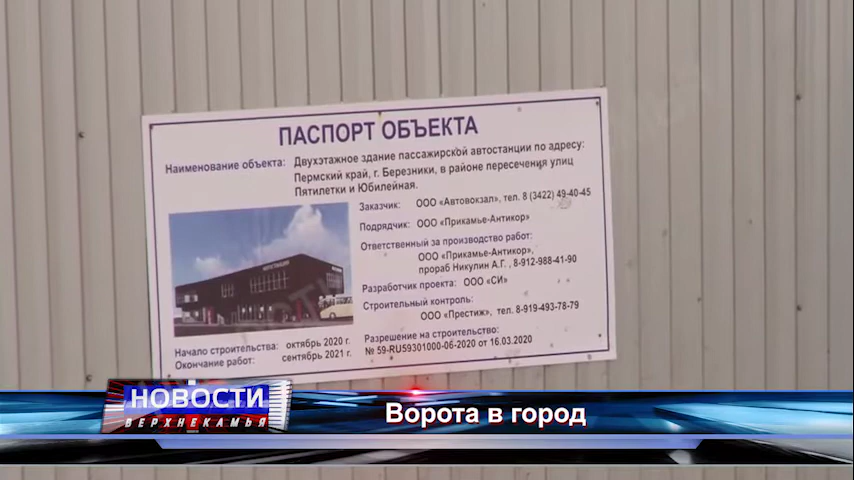 ПАСПОРТ ОБЪЕКТА
Наименование объекта: Двухэтажное здание пассажирской автостанции по адресу:
Пермский край, г. Березники, в районе пересечения улиц
Пятилетки и Юбилейная.
Заказчик: ООО «Автовокзал», тел. 8 (3422) 49-40-45
Подрядчик: ООО «Прикамье-Антикор»
Ответственный за производство работ:
ООО «Прикамье-Антикор»,
прораб Никулин А.Г. , 8-912-988-41-90
Разработчик проекта: ООО «СИ»
Строительный контроль:
ООО «Престиж», тел. 8-919-493-78-79
Разрешение на строительство:
№ 59-RU59301000-06-2020 от 16.03.2020
Начало строительства: октябрь 2020 г.
Окончание работ: сентябрь 2021 г.
НОВОСТИ
ВЕРХНЕКАМЬЯ
Ворота в город